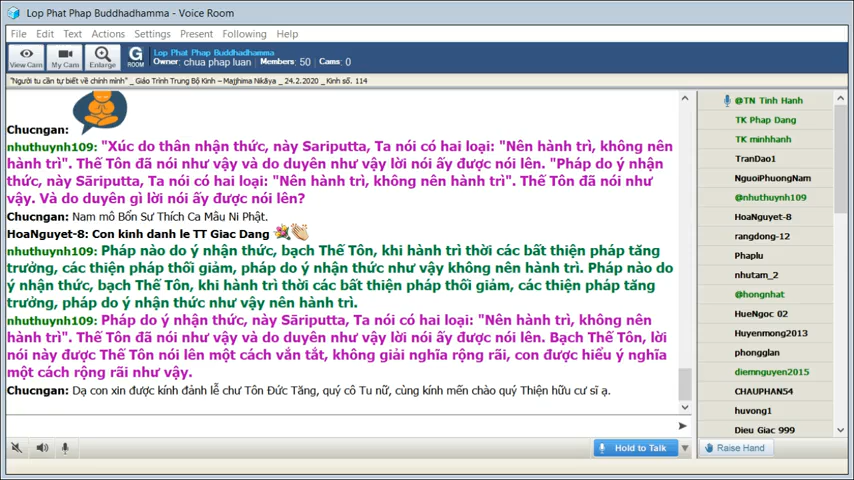 Lop Phat Phap Buddhadhamma - Voice Room
File Edit Text Actions Settings Present Following Help
View Cam My Cam Enlarge G ROOM
Lop Phat Phap Buddhadhamma
Owner: chua phap luan Members: 50 Cams: 0
"Người tu cần tự biết về chính mình" _ Giáo Trình Trung Bộ Kinh – Majjhima Nikāya _ 24.2.2020 _ Kinh số. 114
Chucngan:
nhuthuynh109: "Xúc do thân nhận thức, này Sariputta, Ta nói có hai loại: "Nên hành trì, không nên
hành trì". Thế Tôn đã nói như vậy và do duyên như vậy lời nói ấy được nói lên. "Pháp do ý nhận
thức, này Sāriputta, Ta nói có hai loại: "Nên hành trì, không nên hành trì". Thế Tôn đã nói như
vậy. Và do duyên gì lời nói ấy được nói lên?
Chucngan: Nam mô Bổn Sư Thích Ca Mâu Ni Phật.
HoaNguyet-8: Con kinh danh le TT Giac Dang
nhuthuynh109: Pháp nào do ý nhận thức, bạch Thế Tôn, khi hành trì thời các bất thiện pháp tăng
trưởng, các thiện pháp thối giảm, pháp do ý nhận thức như vậy không nên hành trì. Pháp nào do
ý nhận thức, bạch Thế Tôn, khi hành trì thời các bất thiện pháp thối giảm, các thiện pháp tăng
trưởng, pháp do ý nhận thức như vậy nên hành trì.
nhuthuynh109: Pháp do ý nhận thức, này Sāriputta, Ta nói có hai loại: "Nên hành trì, không nên
hành trì". Thế Tôn đã nói như vậy và do duyên như vậy lời nói ấy được nói lên. Bạch Thế Tôn, lời
nói này được Thế Tôn nói lên một cách vắn tắt, không giải nghĩa rộng rãi, con được hiểu ý nghĩa
một cách rộng rãi như vậy.
Chucngan: Dạ con xin được kính đảnh lễ chư Tôn Đức Tăng, quý cô Tu nữ, cùng kính mến chào quý Thiện hữu cư sĩ ạ.
Hold to Talk
@TN Tinh Hanh
TK Phap Dang
TK minhhanh
TranDao1
NguoiPhuongNam
@nhuthuynh109
HoaNguyet-8
rangdong-12
Phaplu
nhutam_2
@hongnhat
HueNgoc 02
Huyenmong2013
phongglan
diemnguyen2015
CHAUPHAN54
huvong1
Dieu Giac 999
Raise Hand